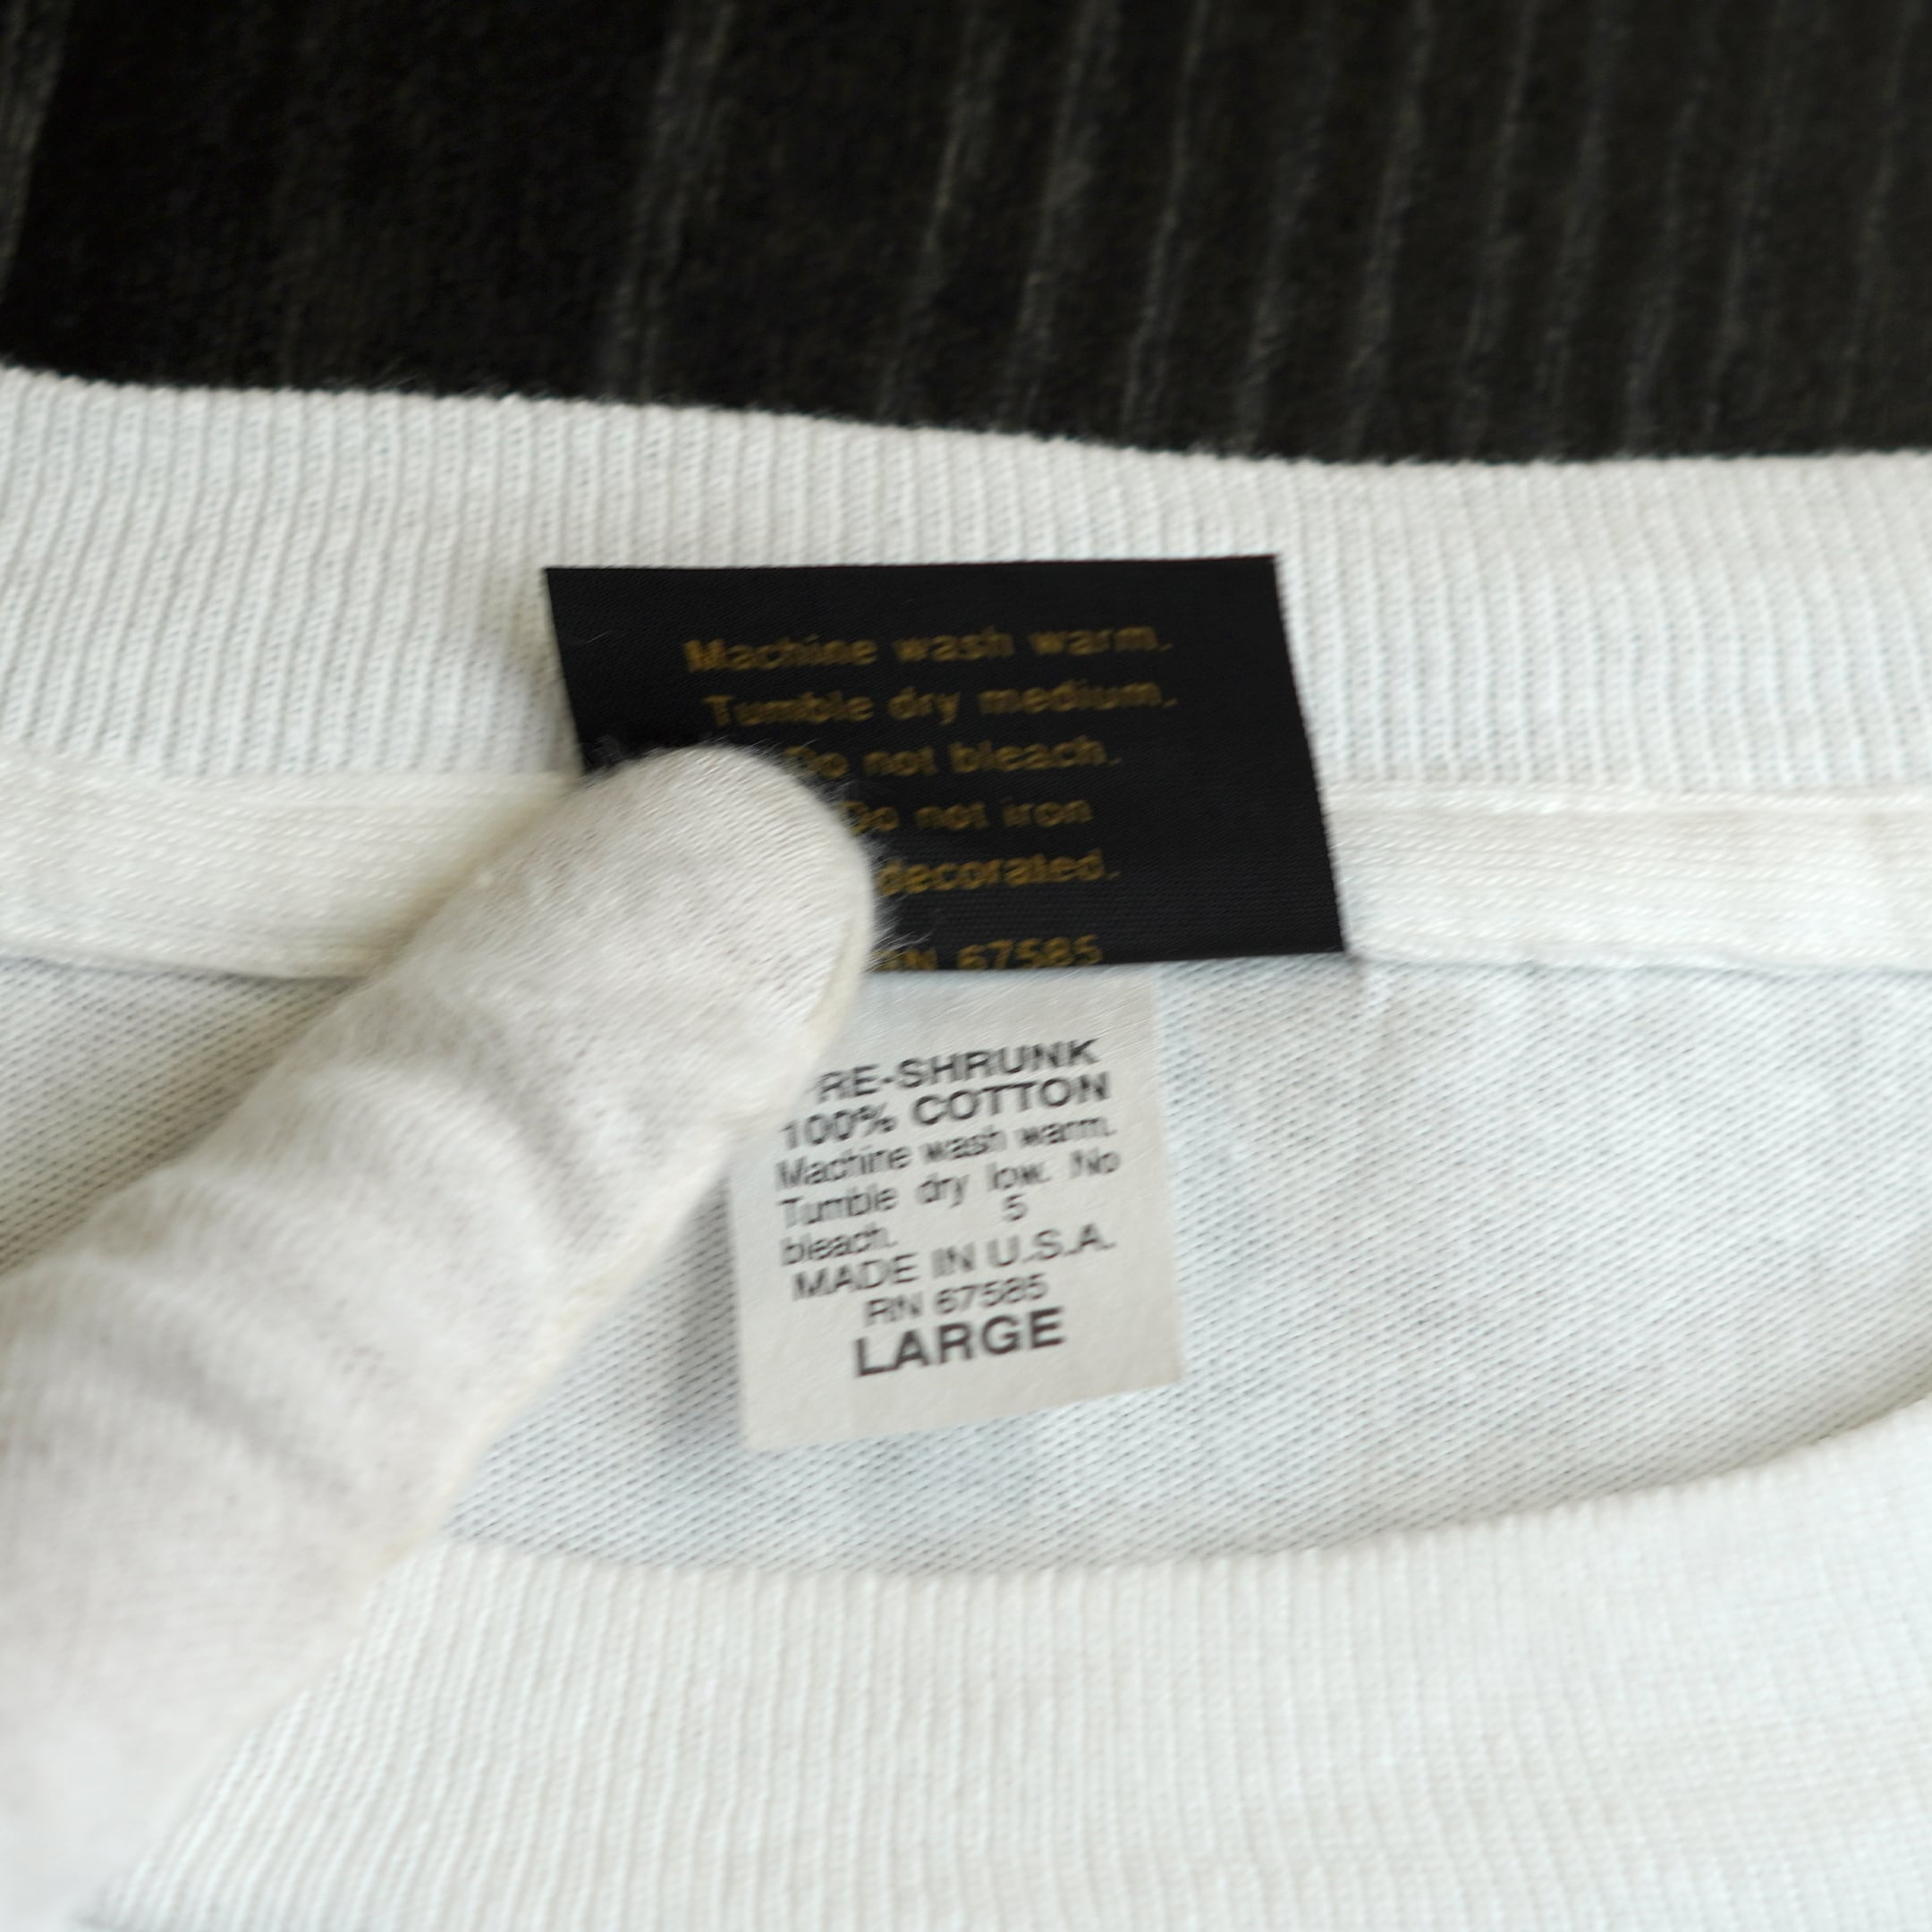 Machine wash warm.
Tumble dry medium.
Do not bleach.
Do not iron
decorated.
RN 67585
RE-SHRUNK
100% COTTON
Machine wash warm.
Tumble dry low. No
5
bleach.
MADE IN U.S.A.
RN 67585
LARGE